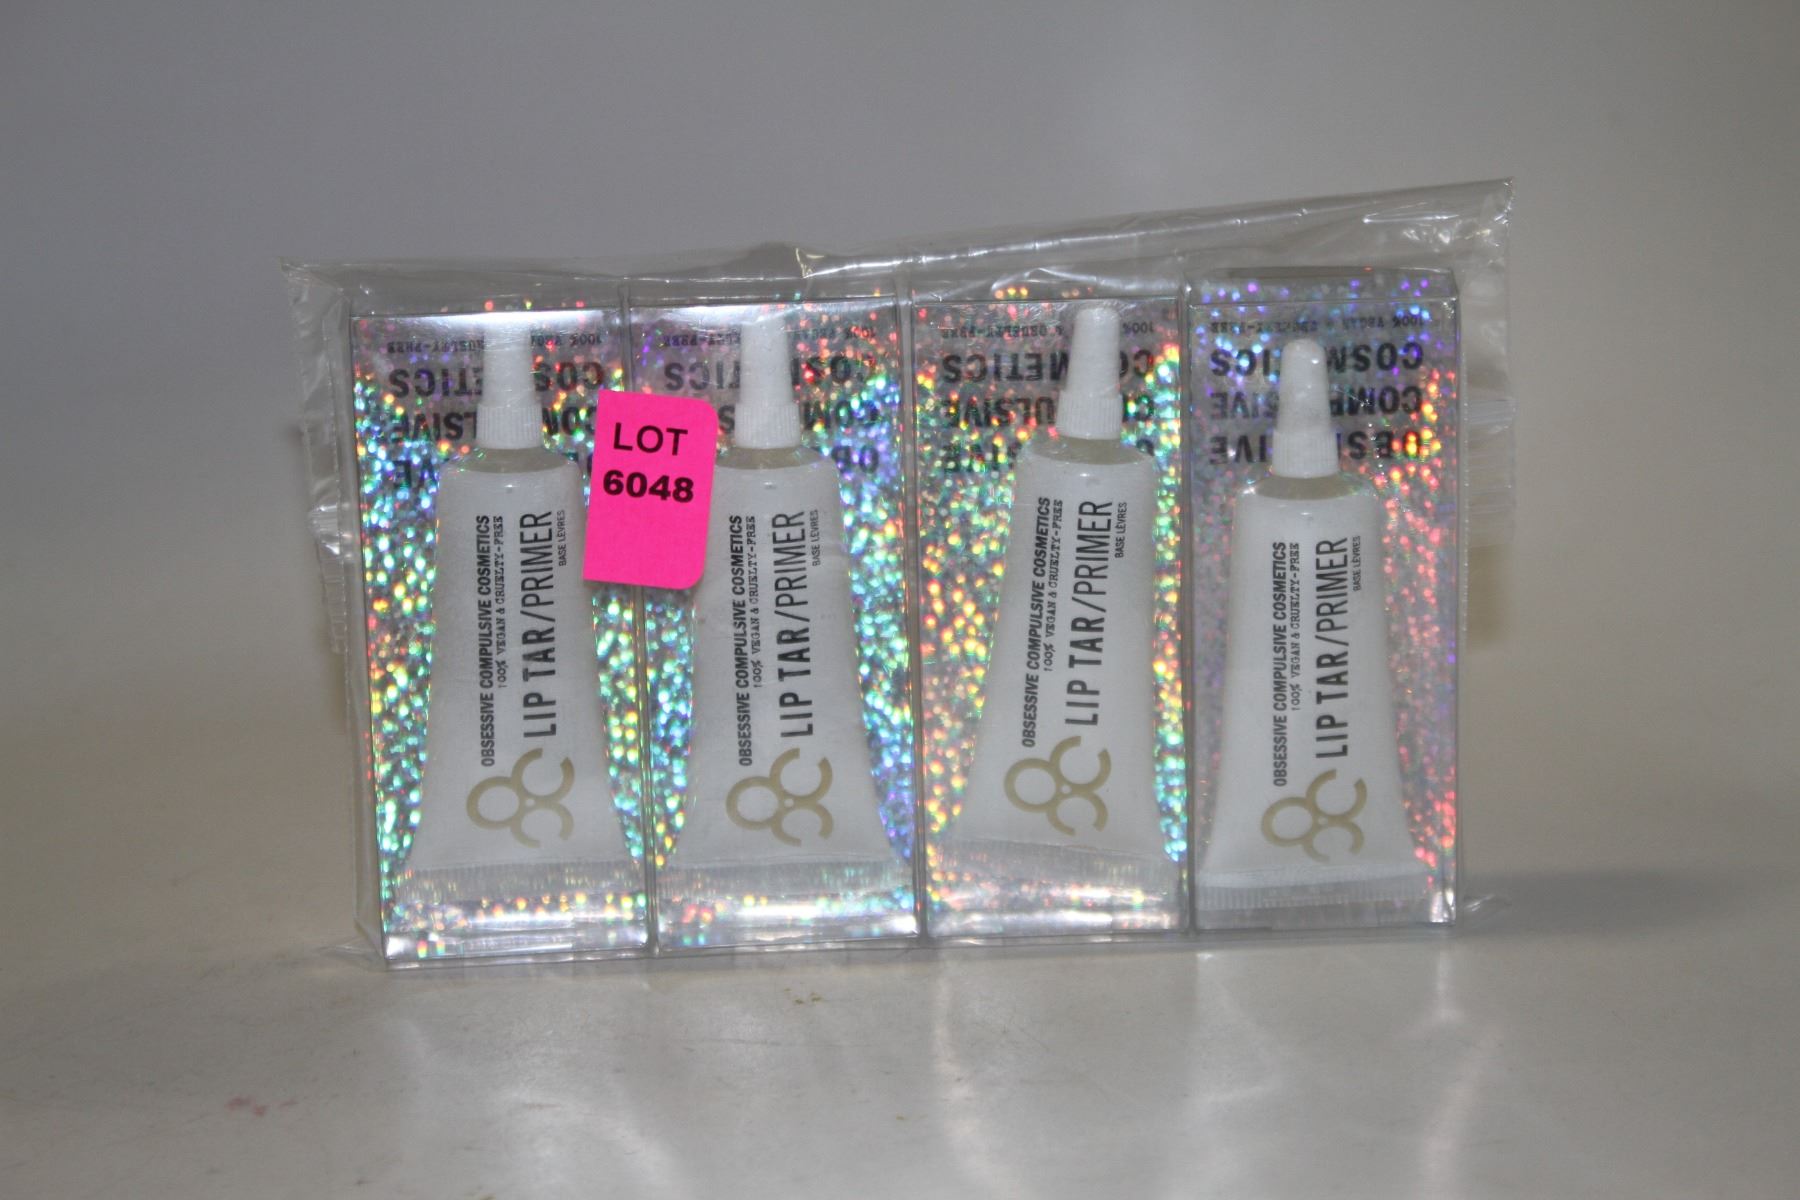 LOT
6048
OBSESSIVE COMPULSIVE COSMETICS
100% VEGAN & CRUELTY-FREE
LIP TAR/PRIMER
BASE LÈVRES
OBSESSIVE COMPULSIVE COSMETICS
100% VEGAN & CRUELTY-FREE
LIP TAR/PRIMER
BASE LÈVRES
OBSESSIVE COMPULSIVE COSMETICS
100% VEGAN & CRUELTY-FREE
LIP TAR/PRIMER
BASE LÈVRES
OBSESSIVE COMPULSIVE COSMETICS
100% VEGAN & CRUELTY-FREE
LIP TAR/PRIMER
BASE LÈVRES